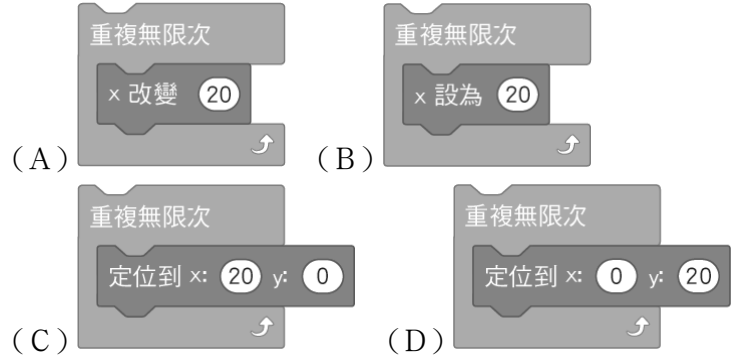 （A） 重複無限次
x 改變 20
（B） 重複無限次
x 設為 20
（C） 重複無限次
定位到 x: 20 y: 0
（D） 重複無限次
定位到 x: 0 y: 20